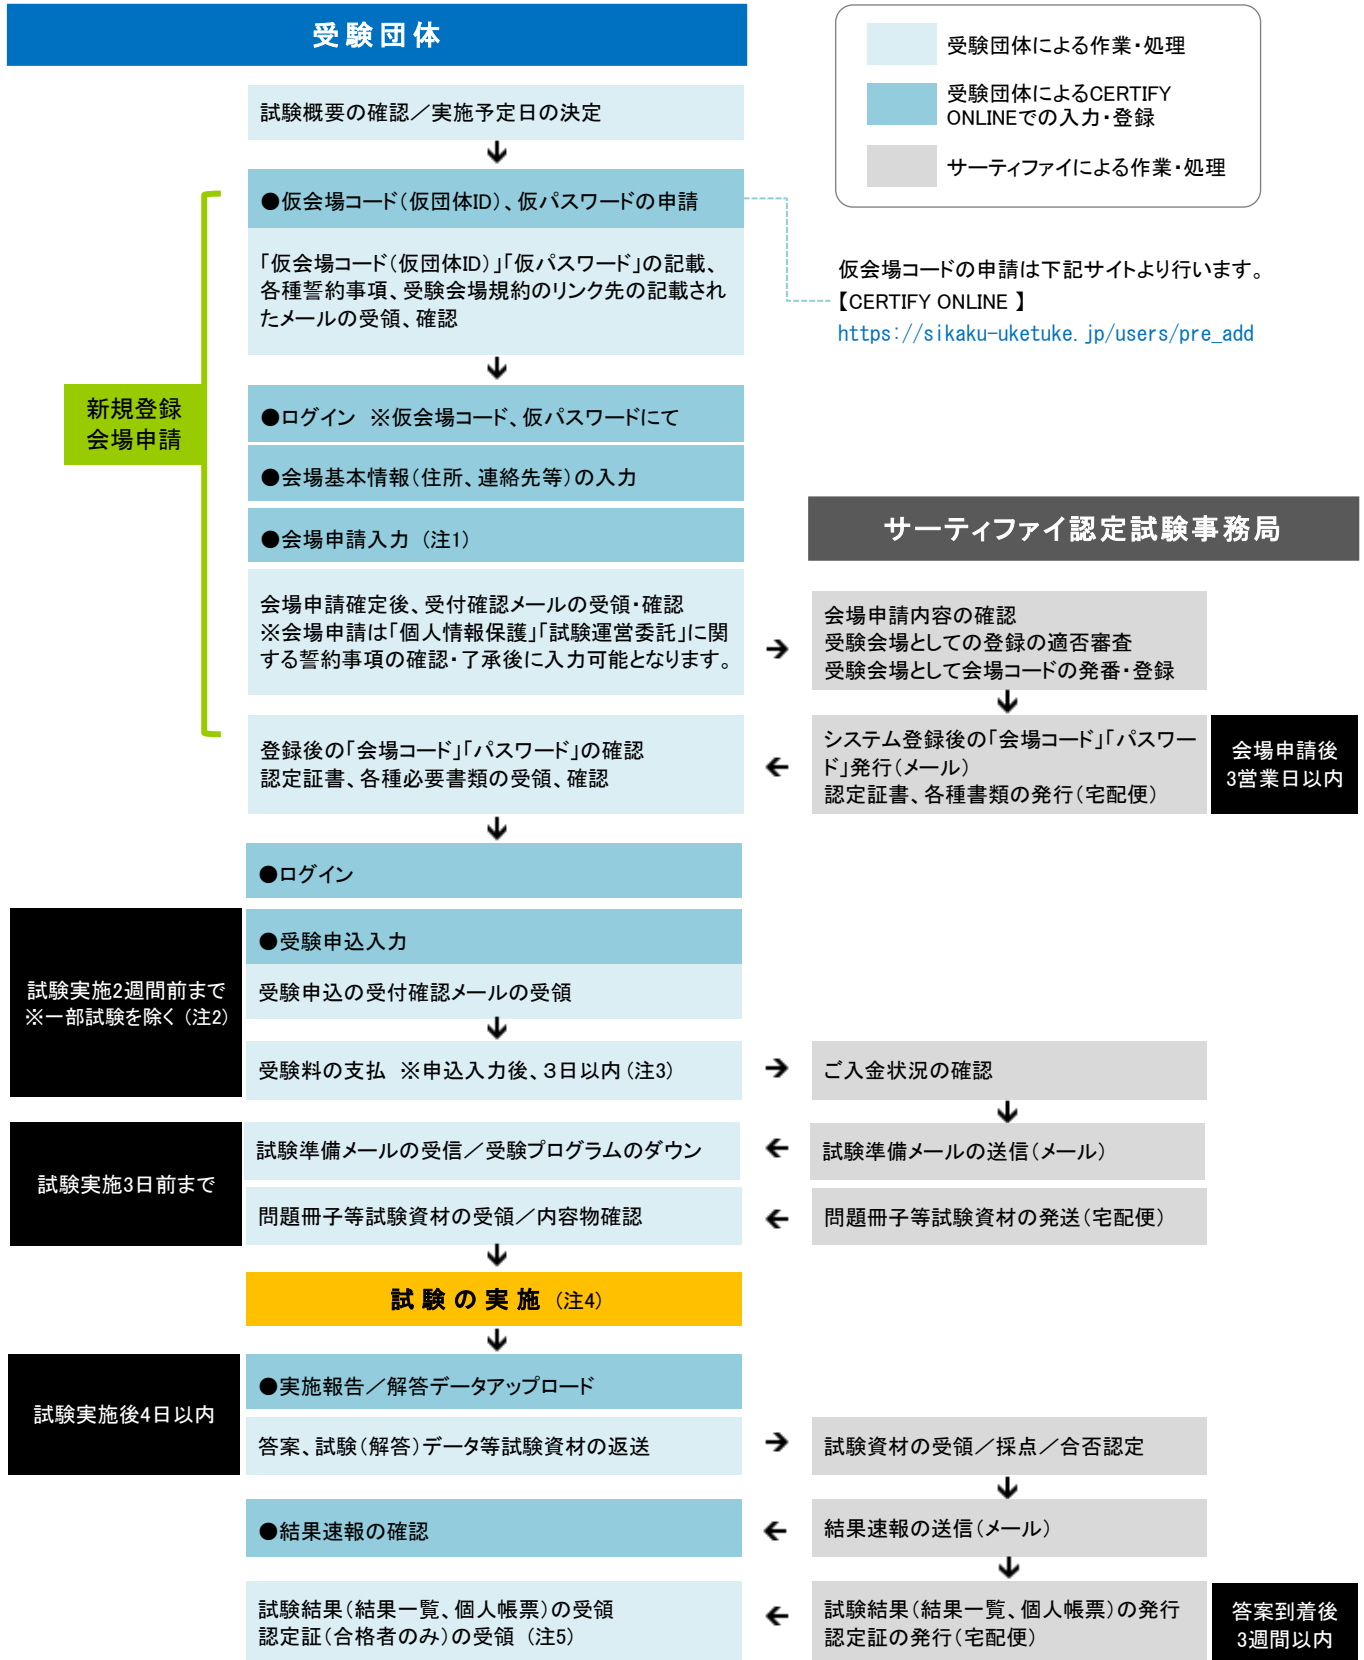 受験団体
受験団体による作業・処理
受験団体によるCERTIFY
ONLINEでの入力・登録
サーティファイによる作業・処理
試験概要の確認／実施予定日の決定
●仮会場コード（仮団体ID）、仮パスワードの申請
「仮会場コード（仮団体ID）」「仮パスワード」の記載、
各種誓約事項、受験会場規約のリンク先の記載され
たメールの受領、確認
仮会場コードの申請は下記サイトより行います。
【CERTIFY ONLINE 】
https://sikaku-uketuke.jp/users/pre_add
新規登録
会場申請
●ログイン ※仮会場コード、仮パスワードにて
●会場基本情報（住所、連絡先等）の入力
●会場申請入力 （注1）
サーティファイ認定試験事務局
会場申請確定後、受付確認メールの受領・確認
※会場申請は「個人情報保護」「試験運営委託」に関
する誓約事項の確認・了承後に入力可能となります。
会場申請内容の確認
受験会場としての登録の適否審査
受験会場として会場コードの発番・登録
登録後の「会場コード」「パスワード」の確認
認定証書、各種必要書類の受領、確認
システム登録後の「会場コード」「パスワー
ド」発行（メール）
認定証書、各種書類の発行（宅配便）
会場申請後
3営業日以内
●ログイン
試験実施2週間前まで
※一部試験を除く （注2）
●受験申込入力
受験申込の受付確認メールの受領
受験料の支払 ※申込入力後、３日以内（注3）
ご入金状況の確認
試験実施3日前まで
試験準備メールの受信／受験プログラムのダウン
試験準備メールの送信（メール）
問題冊子等試験資材の受領／内容物確認
問題冊子等試験資材の発送（宅配便）
試験の実施 （注4）
試験実施後4日以内
●実施報告／解答データアップロード
答案、試験（解答）データ等試験資材の返送
試験資材の受領／採点／合否認定
●結果速報の確認
結果速報の送信（メール）
試験結果（結果一覧、個人帳票）の受領
認定証（合格者のみ）の受領 （注5）
試験結果（結果一覧、個人帳票）の発行
認定証の発行（宅配便）
答案到着後
3週間以内